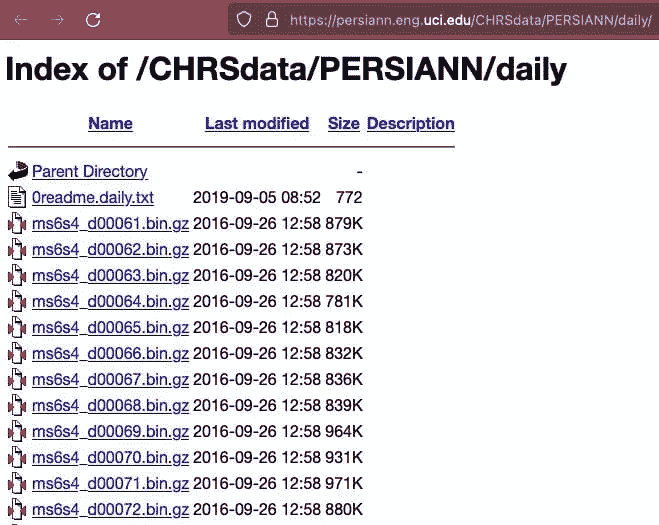 https://persiann.eng.uci.edu/CHRSdata/PERSIANN/daily/
Index of /CHRSdata/PERSIANN/daily
Name Last modified Size Description
Parent Directory -
0readme.daily.txt 2019-09-05 08:52 772
ms6s4_d00061.bin.gz 2016-09-26 12:58 879K
ms6s4_d00062.bin.gz 2016-09-26 12:58 873K
ms6s4_d00063.bin.gz 2016-09-26 12:58 820K
ms6s4_d00064.bin.gz 2016-09-26 12:58 781K
ms6s4_d00065.bin.gz 2016-09-26 12:58 818K
ms6s4_d00066.bin.gz 2016-09-26 12:58 832K
ms6s4_d00067.bin.gz 2016-09-26 12:58 836K
ms6s4_d00068.bin.gz 2016-09-26 12:58 839K
ms6s4_d00069.bin.gz 2016-09-26 12:58 964K
ms6s4_d00070.bin.gz 2016-09-26 12:58 931K
ms6s4_d00071.bin.gz 2016-09-26 12:58 971K
ms6s4_d00072.bin.gz 2016-09-26 12:58 880K